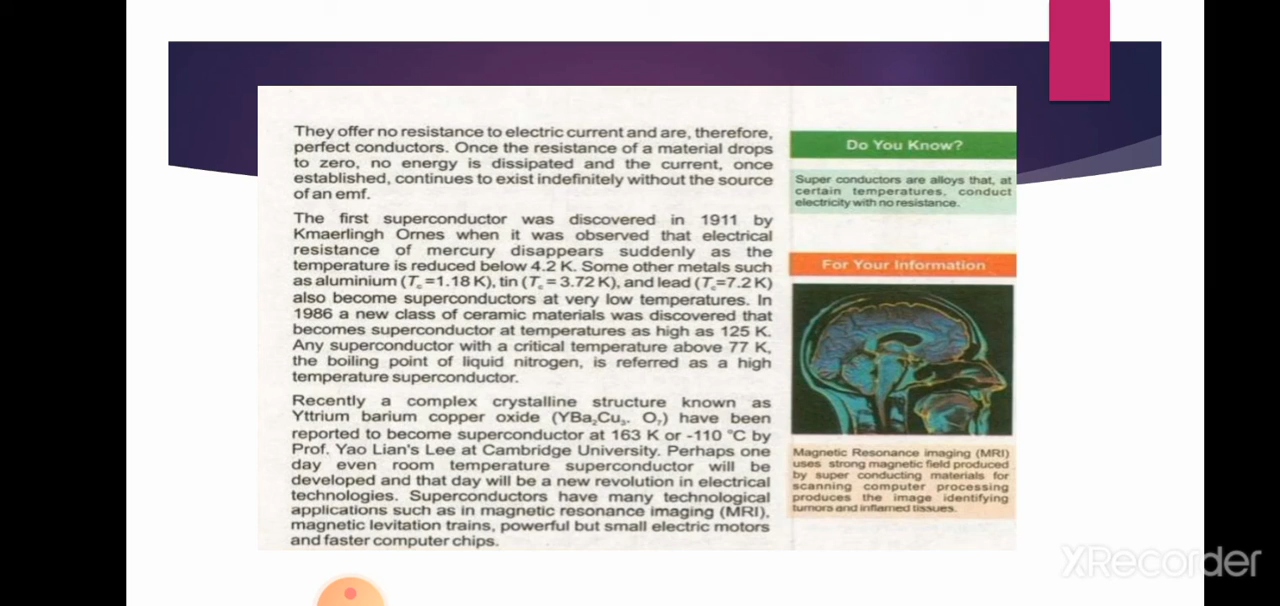 They offer no resistance to electric current and are, therefore,
perfect conductors. Once the resistance of a material drops
to zero, no energy is dissipated and the current, once
established, continues to exist indefinitely without the source
of an emf.
The first superconductor was discovered in 1911 by
Kmaerlingh Ornes when it was observed that electrical
resistance of mercury disappears suddenly as the
temperature is reduced below 4.2 K. Some other metals such
as aluminium (Tc =1.18 K), tin (Tc = 3.72 K), and lead (Tc=7.2 K)
also become superconductors at very low temperatures. In
1986 a new class of ceramic materials was discovered that
becomes superconductor at temperatures as high as 125 K.
Any superconductor with a critical temperature above 77 K,
the boiling point of liquid nitrogen, is referred as a high
temperature superconductor.
Recently a complex crystalline structure known as
Yttrium barium copper oxide (YBa₂Cu₃. O₇) have been
reported to become superconductor at 163 K or -110 °C by
Prof. Yao Lian's Lee at Cambridge University. Perhaps one
day even room temperature superconductor will be
developed and that day will be a new revolution in electrical
technologies. Superconductors have many technological
applications such as in magnetic resonance imaging (MRI),
magnetic levitation trains, powerful but small electric motors
and faster computer chips.
Do You Know?
Super conductors are alloys that, at
certain temperatures, conduct
electricity with no resistance.
For Your Information
Magnetic Resonance imaging (MRI)
uses strong magnetic field produced
by super conducting materials for
scanning computer processing
produces the image identifying
tumors and inflamed tissues.
XRecorder